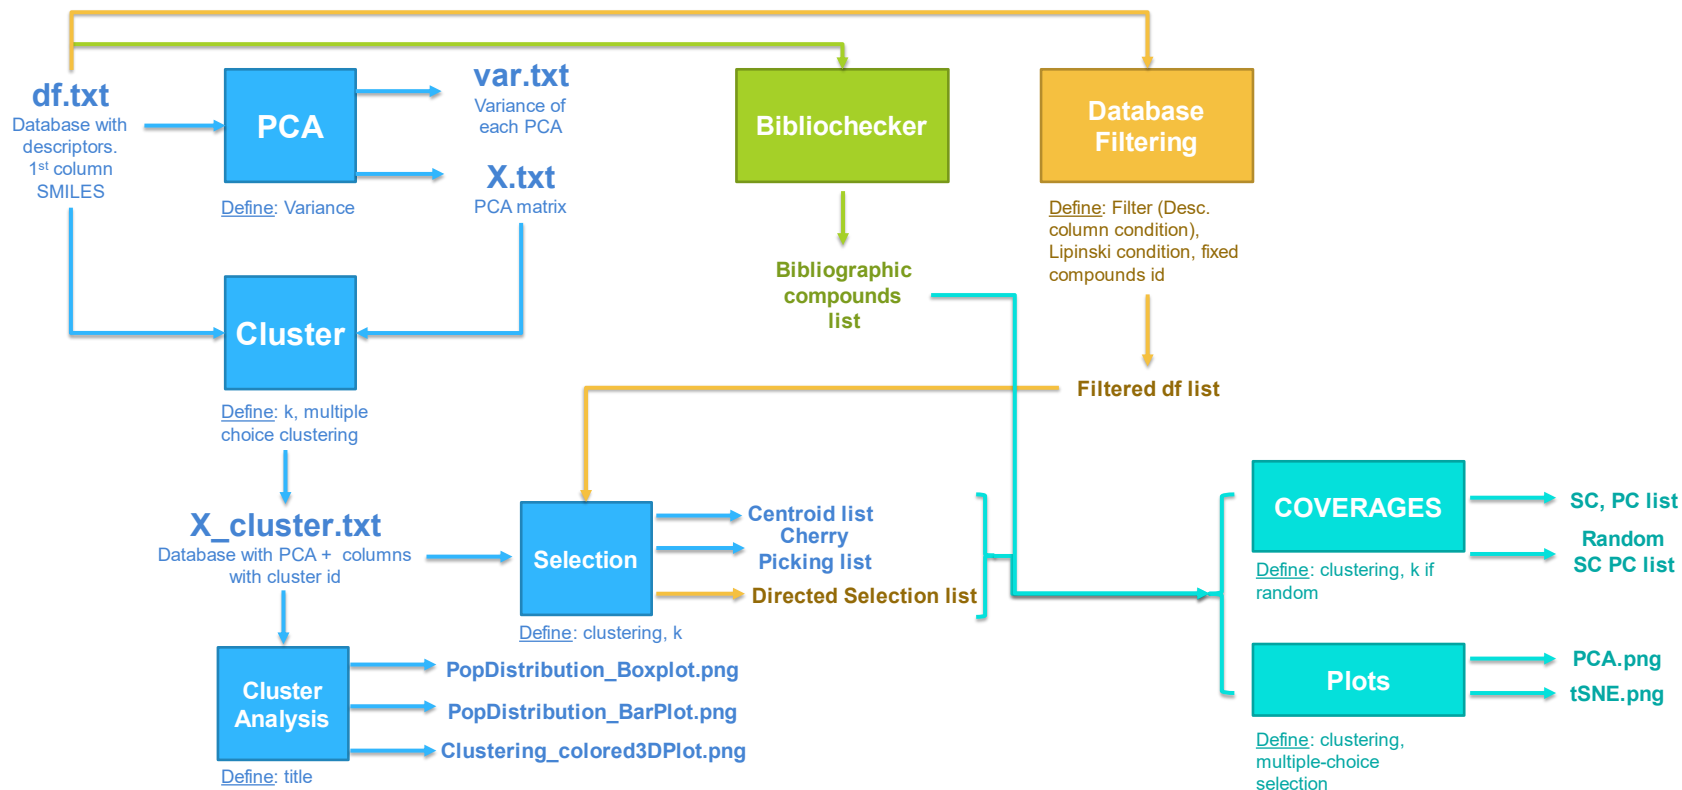 df.txt
Database with
descriptors.
1st column
SMILES
PCA
Define: Variance
var.txt
Variance of
each PCA
X.txt
PCA matrix
Bibliochecker
Database
Filtering
Define: Filter (Desc.
column condition),
Lipinski condition, fixed
compounds id
Bibliographic
compounds
list
Cluster
Define: k, multiple
choice clustering
Filtered df list
X_cluster.txt
Database with PCA + columns
with cluster id
Selection
Define: clustering, k
Centroid list
Cherry
Picking list
Directed Selection list
COVERAGES
Define: clustering, k if
random
SC, PC list
Random
SC PC list
Cluster
Analysis
Define: title
PopDistribution_Boxplot.png
PopDistribution_BarPlot.png
Clustering_colored3DPlot.png
Plots
Define: clustering,
multiple-choice
selection
PCA.png
tSNE.png